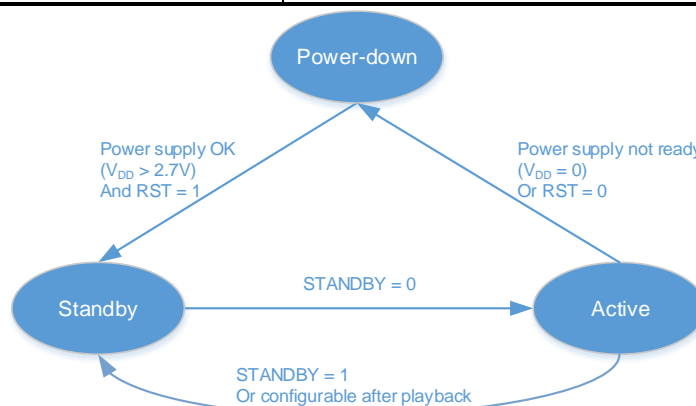 Power-down
Power supply OK
(VDD > 2.7V)
And RST = 1
Power supply not ready
(VDD = 0)
Or RST = 0
Standby
STANDBY = 0
Active
STANDBY = 1
Or configurable after playback